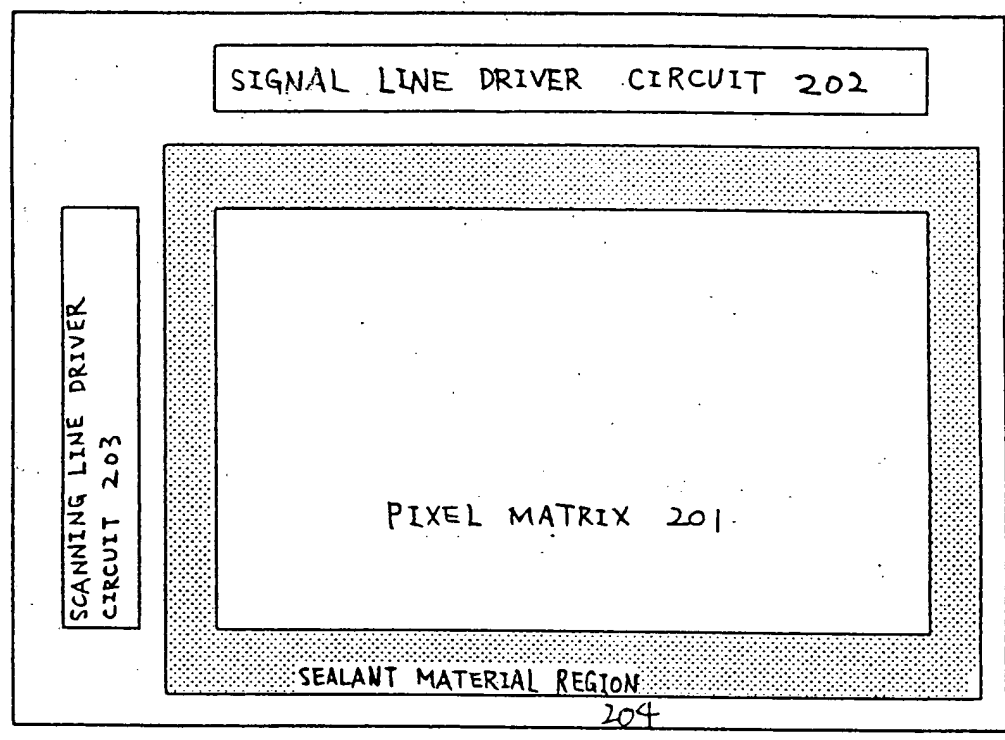 SIGNAL LINE DRIVER CIRCUIT 202
SCANNING LINE DRIVER
CIRCUIT 203
PIXEL MATRIX 201
SEALANT MATERIAL REGION
204